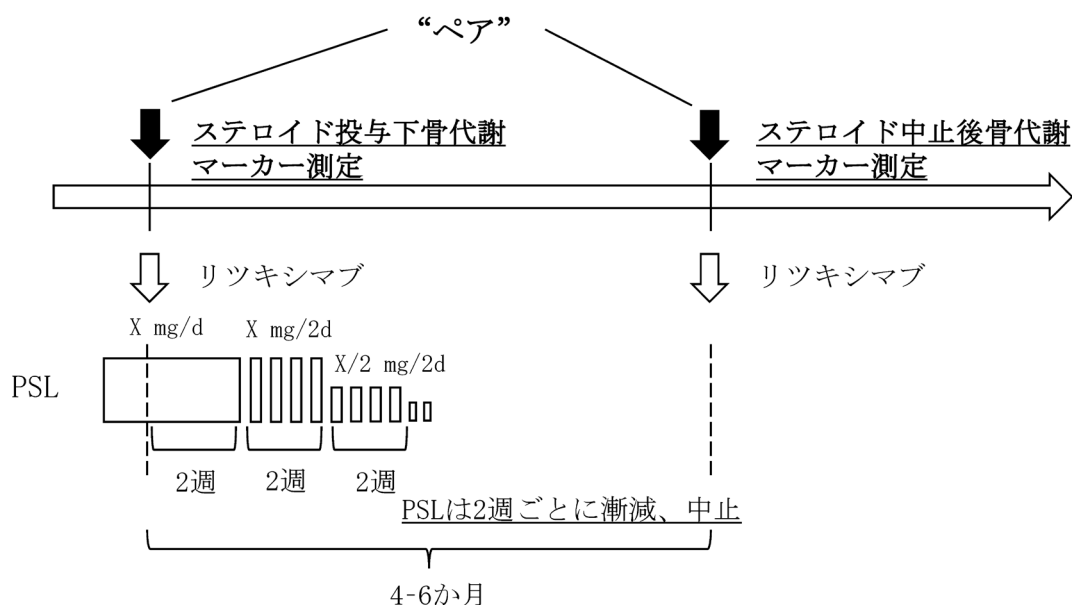 “ペア”
ステロイド投与下骨代謝
マーカー測定
ステロイド中止後骨代謝
マーカー測定
リツキシマブ
リツキシマブ
X mg/d
X mg/2d
X/2 mg/2d
PSL
2週
2週
2週
PSLは2週ごとに漸減、中止
4-6か月